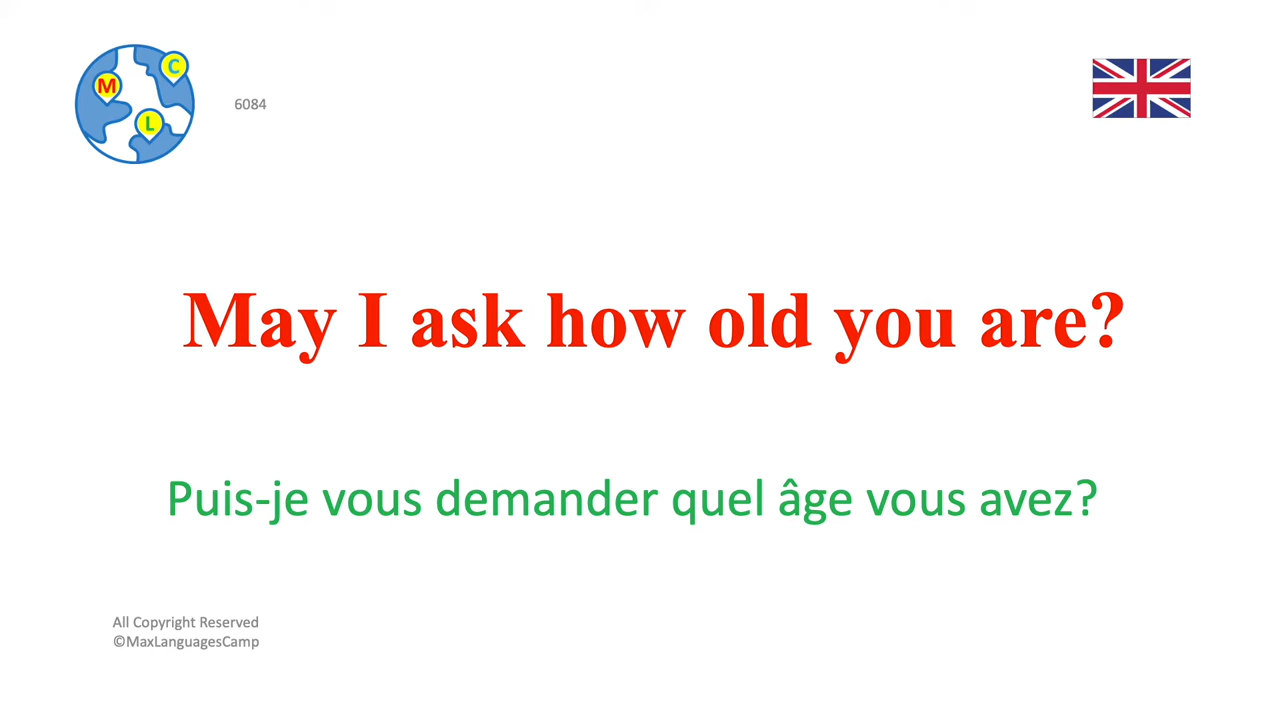 M
C
L
6084
May I ask how old you are?
Puis-je vous demander quel âge vous avez?
All Copyright Reserved
©MaxLanguagesCamp